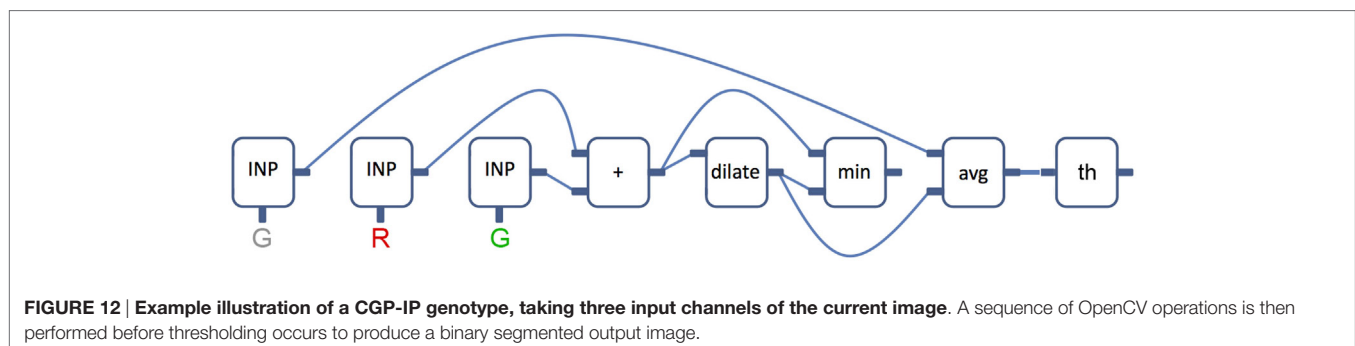 INP INP INP + dilate min avg th
G R G
FIGURE 12 | Example illustration of a CGP-IP genotype, taking three input channels of the current image. A sequence of OpenCV operations is then
performed before thresholding occurs to produce a binary segmented output image.